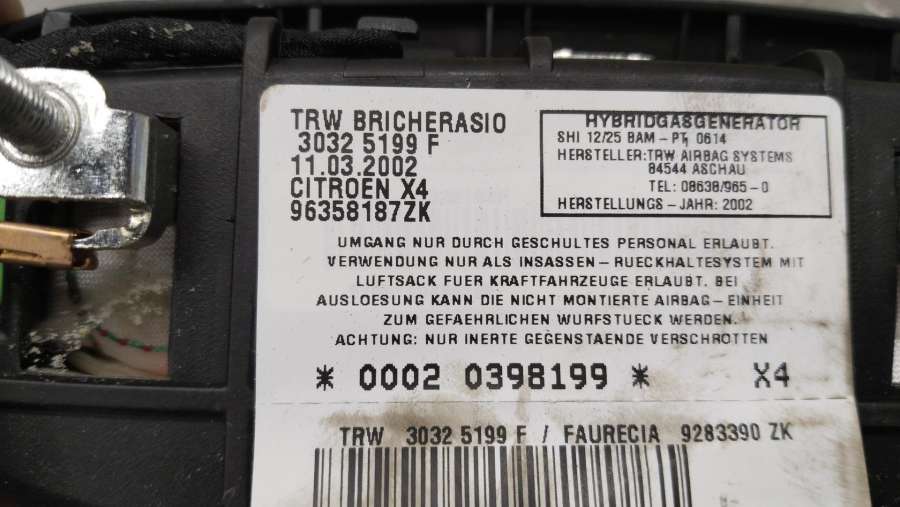 TRW BRICHERASIO
3032 5199 F
11.03.2002
CITROEN X4
96358187ZK
HYBRIDGASGENERATOR
SHI 12/25 BAM - PT, 0614
HERSTELLER: TRW AIRBAG SYSTEMS
84544 ASCHAU
TEL: 08638/965-0
HERSTELLUNGS - JAHR: 2002
UMGANG NUR DURCH GESCHULTES PERSONAL ERLAUBT.
VERWENDUNG NUR ALS INSASSEN - RUECKHALTESYSTEM MIT
LUFTSACK FUER KRAFTFAHRZEUGE ERLAUBT. BEI
AUSLOESUNG KANN DIE NICHT MONTIERTE AIRBAG - EINHEIT
ZUM GEFAEHRLICHEN WURFSTUECK WERDEN.
ACHTUNG: NUR INERTE GEGENSTAENDE VERSCHROTTEN
* 0002 0398199 * X4
TRW 3032 5199 F / FAURECIA 9283390 ZK